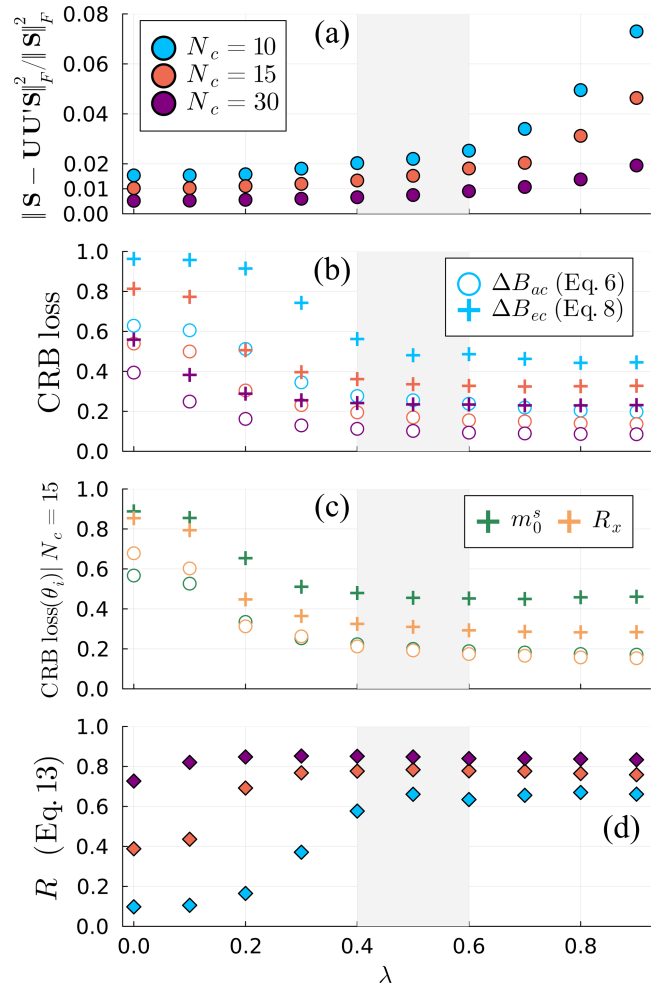 0.08
0.06
0.04
0.02
0.01
0.00
‖S − UU'S‖²_F/‖S‖²_F
(a)
N_c = 10
N_c = 15
N_c = 30
1.0
0.8
0.6
0.4
0.2
0.0
CRB loss
(b)
ΔB_ac (Eq. 6)
ΔB_ec (Eq. 8)
1.0
0.8
0.6
0.4
0.2
0.0
CRB loss(θ_i)| N_c = 15
(c)
m_0^s
R_x
1.0
0.8
0.6
0.4
0.2
0.0
R (Eq. 13)
(d)
0.0
0.2
0.4
0.6
0.8
λ